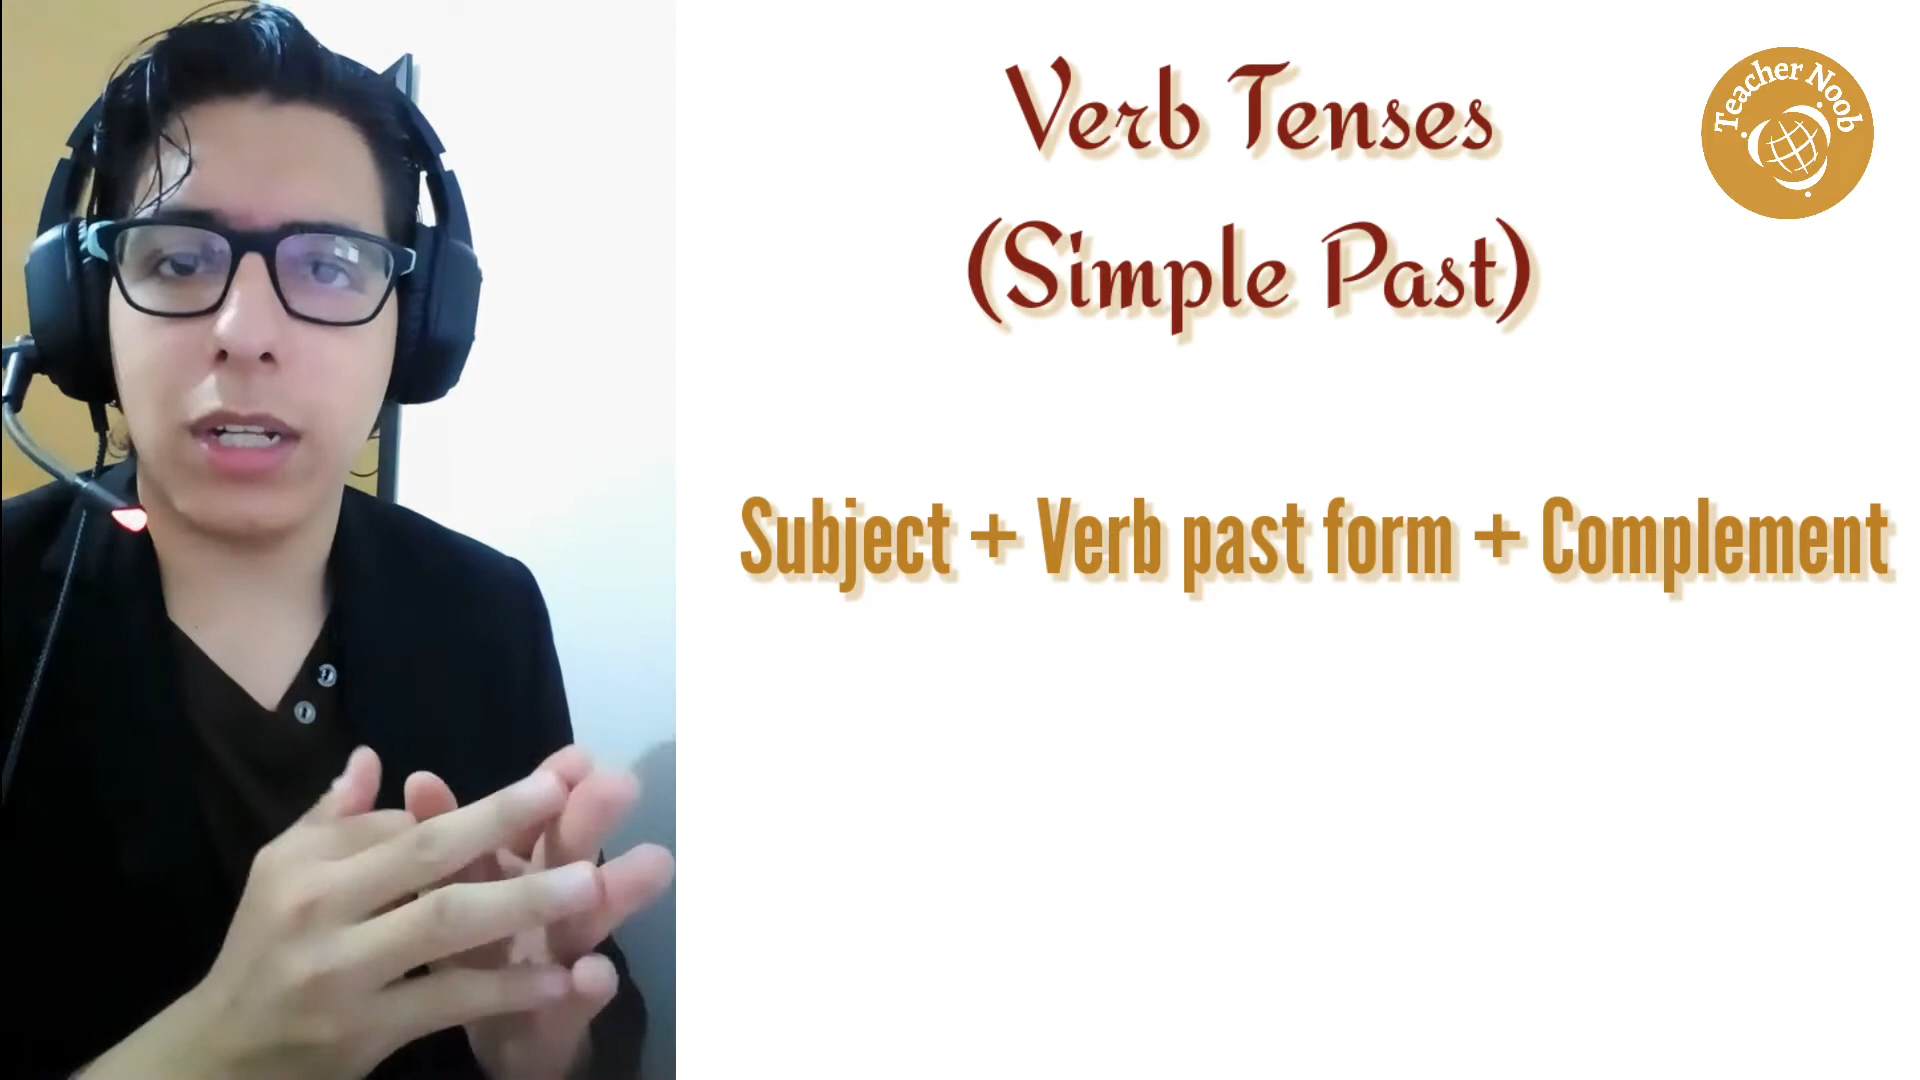 Verb Tenses
(Simple Past)
Teacher Noob
Subject + Verb past form + Complement